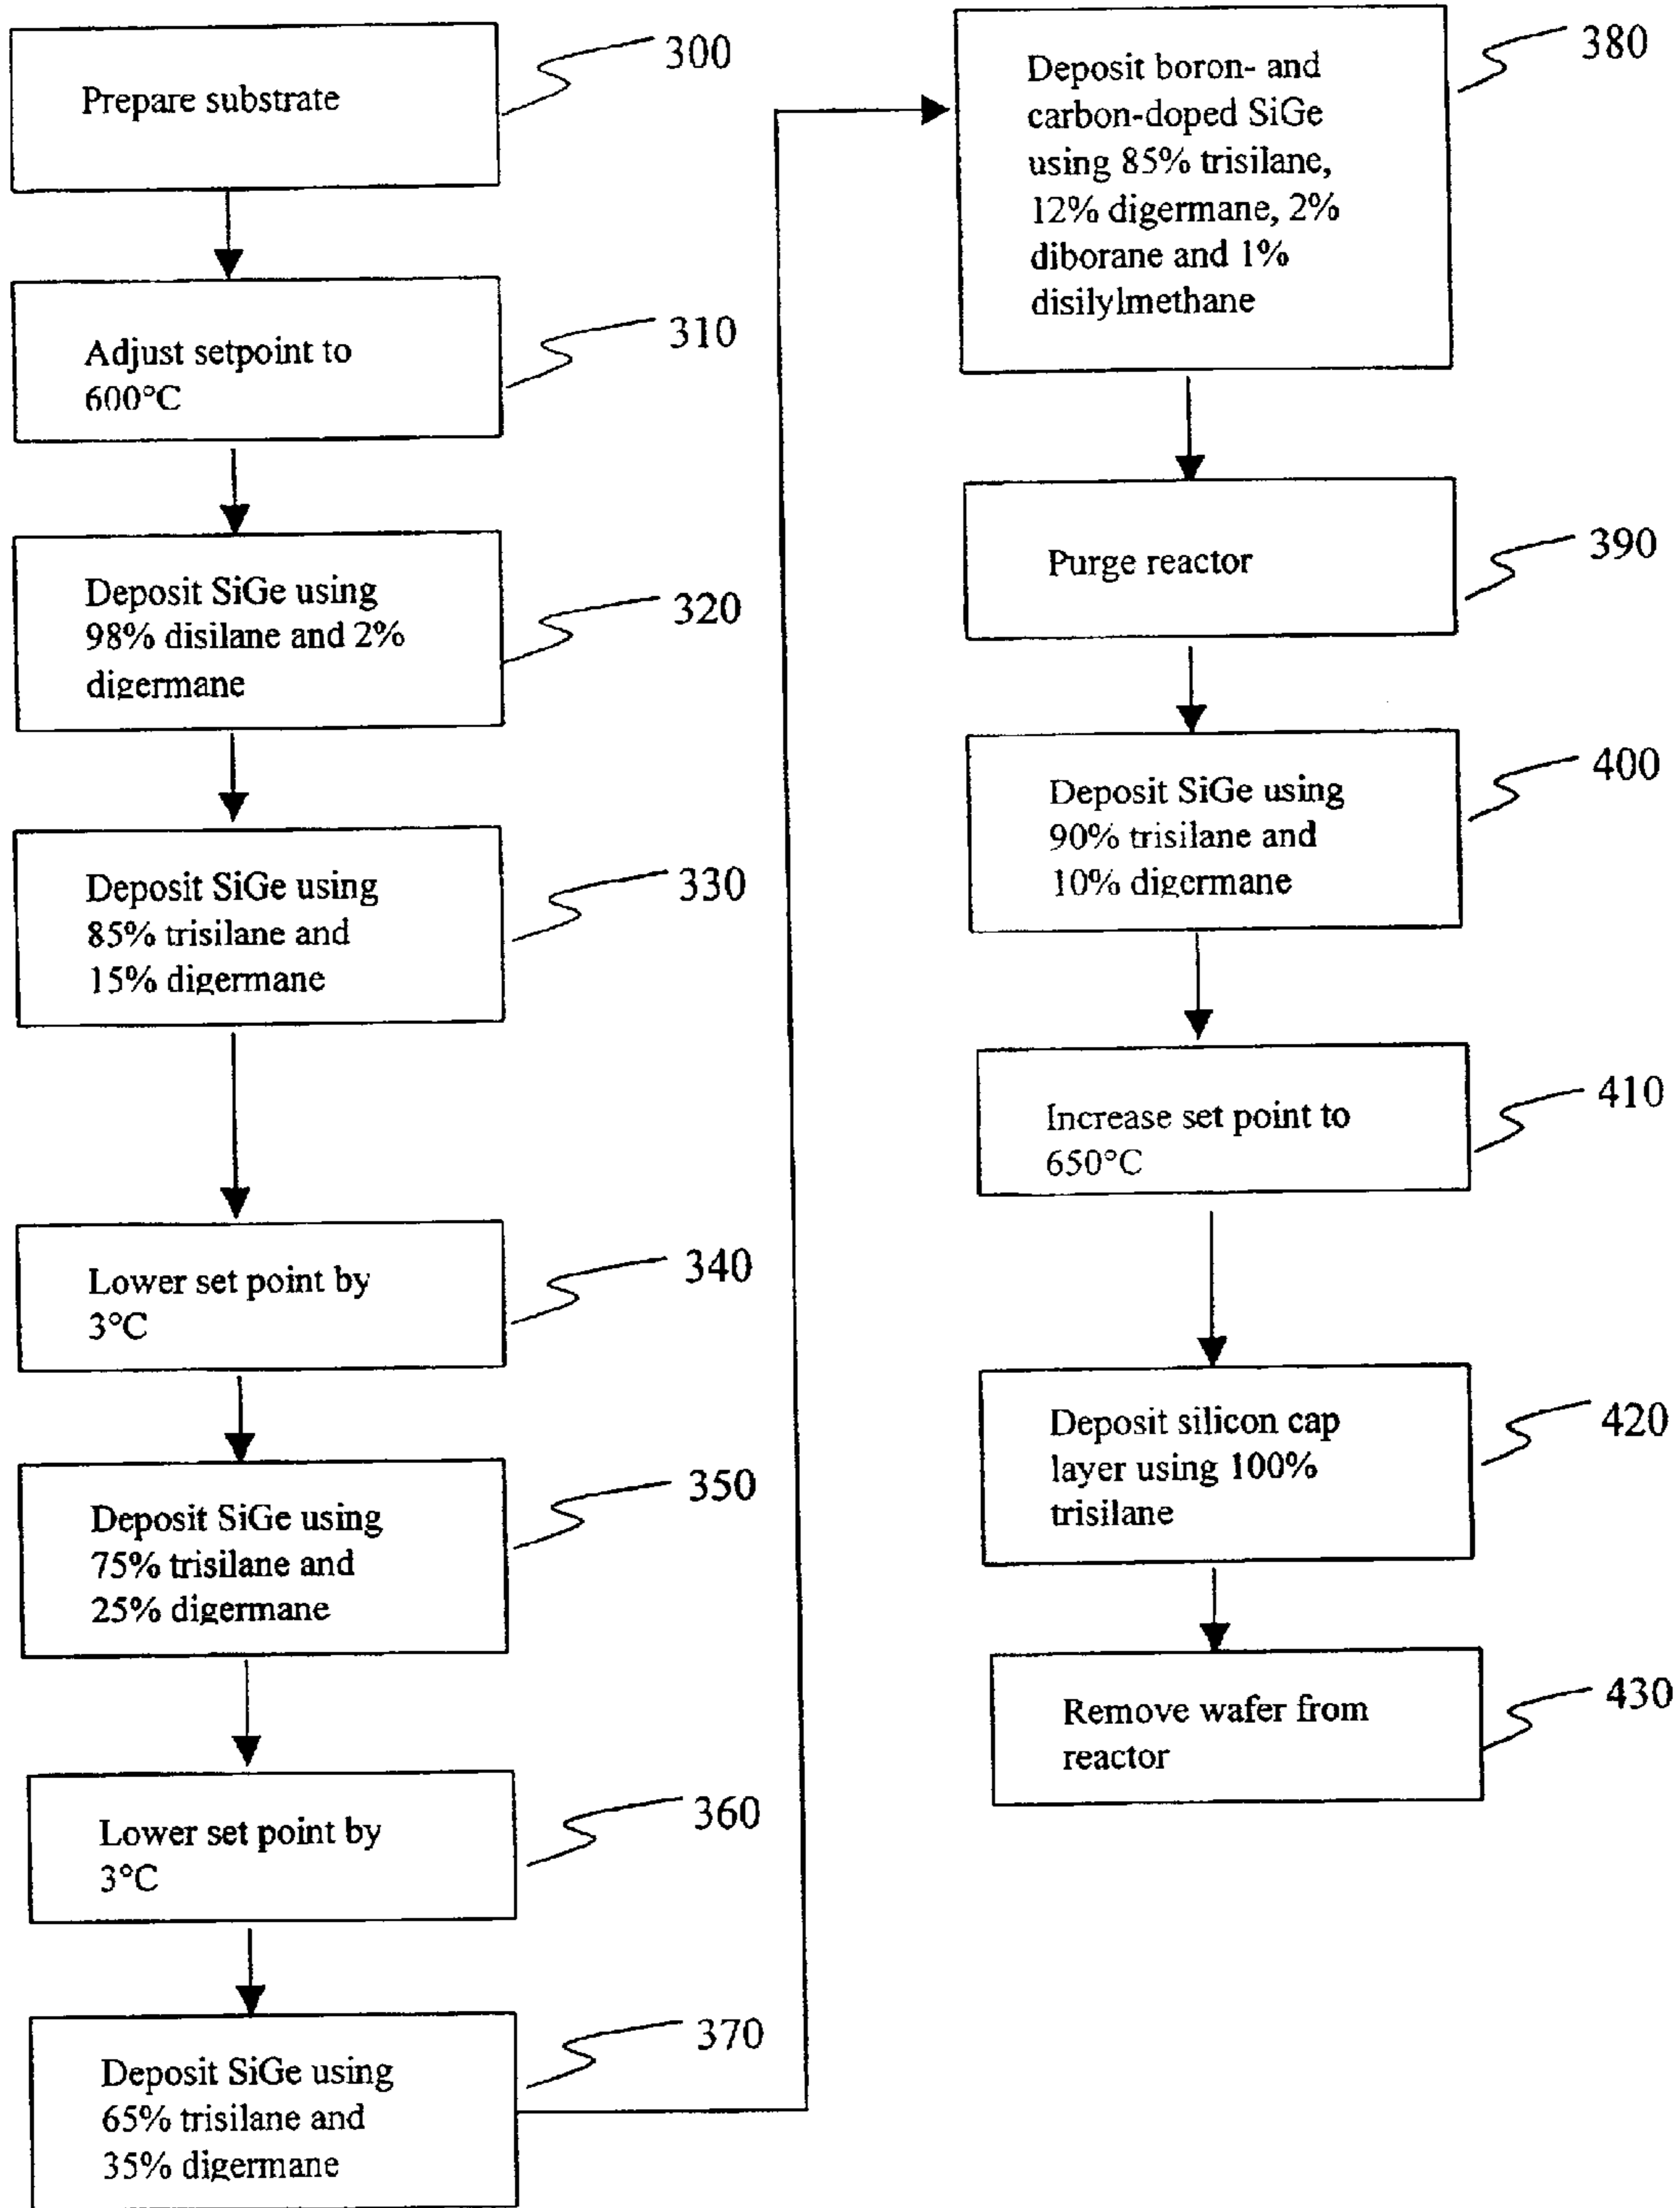 Prepare substrate
300
Adjust setpoint to
600°C
310
Deposit SiGe using
98% disilane and 2%
digermane
320
Deposit SiGe using
85% trisilane and
15% digermane
330
Lower set point by
3°C
340
Deposit SiGe using
75% trisilane and
25% digermane
350
Lower set point by
3°C
360
Deposit SiGe using
65% trisilane and
35% digermane
370
Deposit boron- and
carbon-doped SiGe
using 85% trisilane,
12% digermane, 2%
diborane and 1%
disilylmethane
380
Purge reactor
390
Deposit SiGe using
90% trisilane and
10% digermane
400
Increase set point to
650°C
410
Deposit silicon cap
layer using 100%
trisilane
420
Remove wafer from
reactor
430